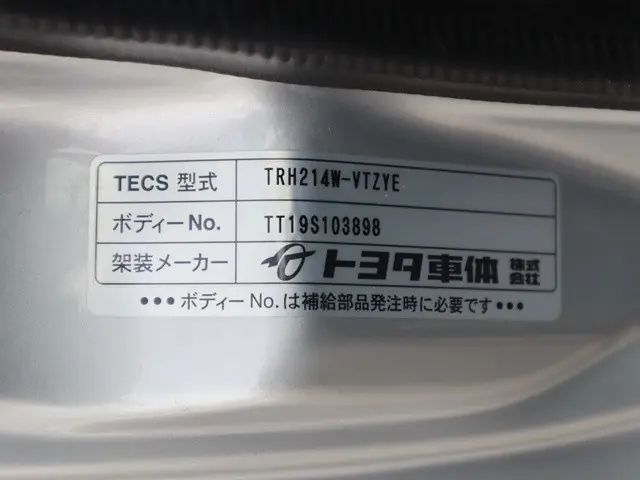 TECS 型式 TRH214W-VTZYE
ボディーNo. TT19S103898
架装メーカー トヨタ車体 株式会社
•••ボディーNo.は補給部品発注時に必要です•••